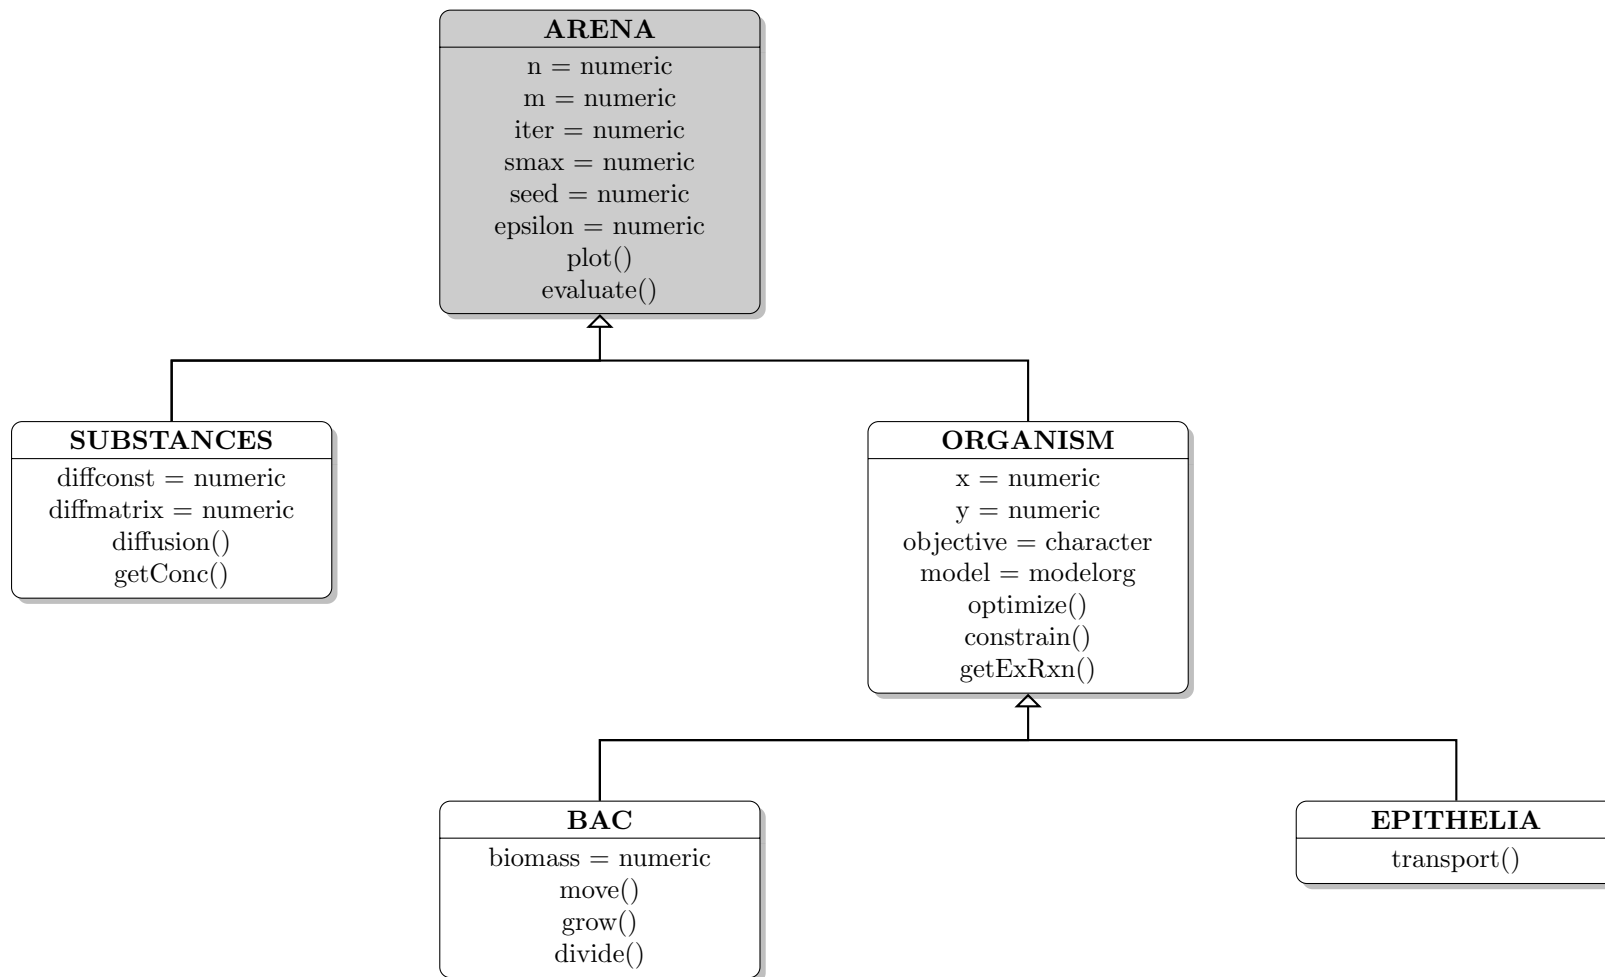 ARENA
n = numeric
m = numeric
iter = numeric
smax = numeric
seed = numeric
epsilon = numeric
plot()
evaluate()
SUBSTANCES
diffconst = numeric
diffmatrix = numeric
diffusion()
getConc()
ORGANISM
x = numeric
y = numeric
objective = character
model = modelorg
optimize()
constrain()
getExRxn()
BAC
biomass = numeric
move()
grow()
divide()
EPITHELIA
transport()